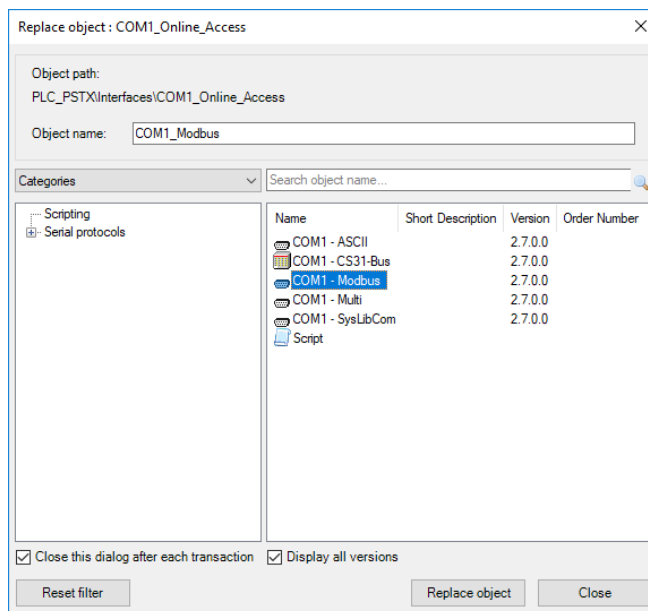 Replace object : COM1_Online_Access
Object path:
PLC_PSTX\Interfaces\COM1_Online_Access
Object name: COM1_Modbus
Categories
Search object name...
Scripting
Serial protocols
Name Short Description Version Order Number
COM1 - ASCII 2.7.0.0
COM1 - CS31-Bus 2.7.0.0
COM1 - Modbus 2.7.0.0
COM1 - Multi 2.7.0.0
COM1 - SysLibCom 2.7.0.0
Script
Close this dialog after each transaction Display all versions
Reset filter Replace object Close